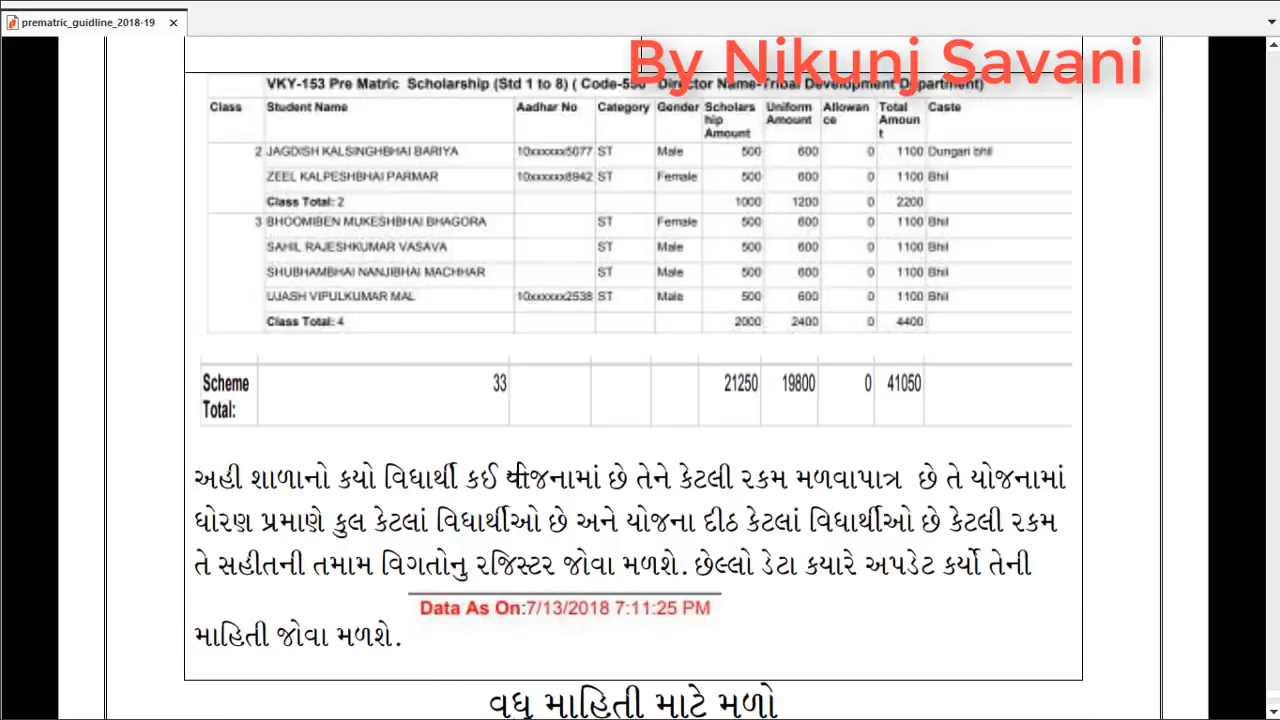 prematric_guidline_2018-19
By Nikunj Savani
VKY-153 Pre Matric Scholarship (Std 1 to 8) ( Code-550 Director Name-Tribal Development Department)
Class Student Name Aadhar No Category Gender Scholarship Amount Uniform Amount Allowance Total Amount Caste
2 JAGDISH KALSINGHBHAI BARIYA 10xxxxxx5077 ST Male 500 600 0 1100 Dungari bhil
ZEEL KALPESHBHAI PARMAR 10xxxxxx8942 ST Female 500 600 0 1100 Bhil
Class Total: 2 1000 1200 0 2200
3 BHOOMIBEN MUKESHBHAI BHAGORA ST Female 500 600 0 1100 Bhil
SAHIL RAJESHKUMAR VASAVA ST Male 500 600 0 1100 Bhil
SHUBHAMBHAI NANJIBHAI MACHHAR ST Male 500 600 0 1100 Bhil
UJASH VIPULKUMAR MAL 10xxxxxx2538 ST Male 500 600 0 1100 Bhil
Class Total: 4 2000 2400 0 4400
Scheme Total: 33 21250 19800 0 41050
અહી શાળાનો કયો વિધાર્થી કઈ યોજનામાં છે તેને કેટલી રકમ મળવાપાત્ર છે તે યોજનામાં
ધોરણ પ્રમાણે કુલ કેટલાં વિધાર્થીઓ છે અને યોજના દીઠ કેટલાં વિધાર્થીઓ છે કેટલી રકમ
તે સહીતની તમામ વિગતોનુ રજિસ્ટર જોવા મળશે. છેલ્લો ડેટા કયારે અપડેટ કર્યો તેની
Data As On:7/13/2018 7:11:25 PM
માહિતી જોવા મળશે.
વધુ માહિતી માટે મળો